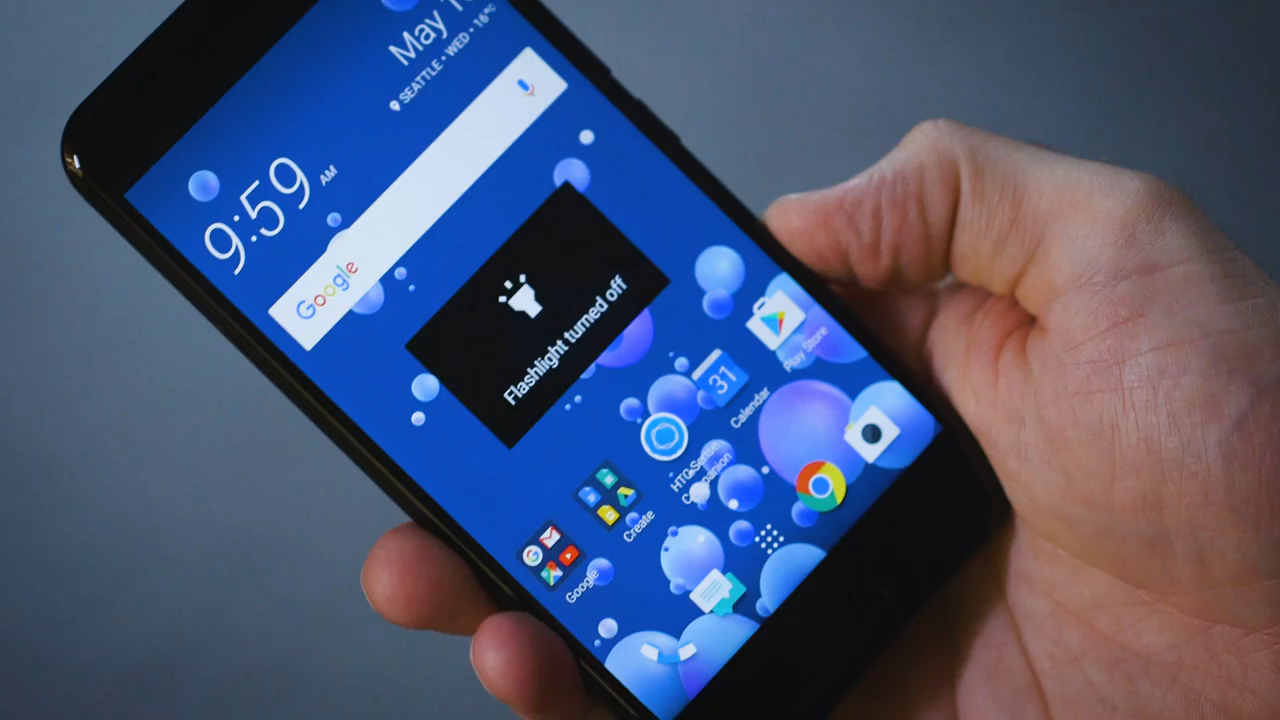 May 1
SEATTLE • WED • 16°C
9:59 AM
Google
Flashlight turned off
Play Store
31
Calendar
HTC Sense
Companion
Create
Google